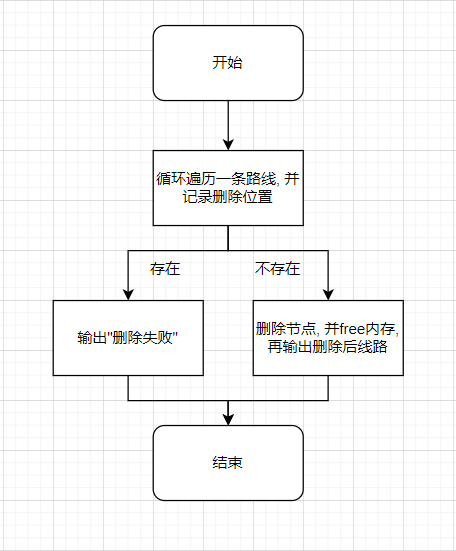 开始
循环遍历一条路线, 并
记录删除位置
存在
不存在
输出"删除失败"
删除节点, 并free内存,
再输出删除后线路
结束